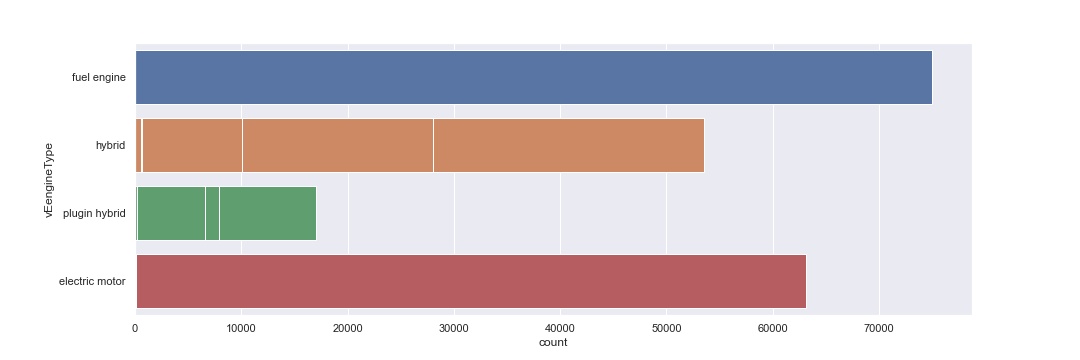 fuel engine
hybrid
plugin hybrid
electric motor
vEengineType
0 10000 20000 30000 40000 50000 60000 70000
count